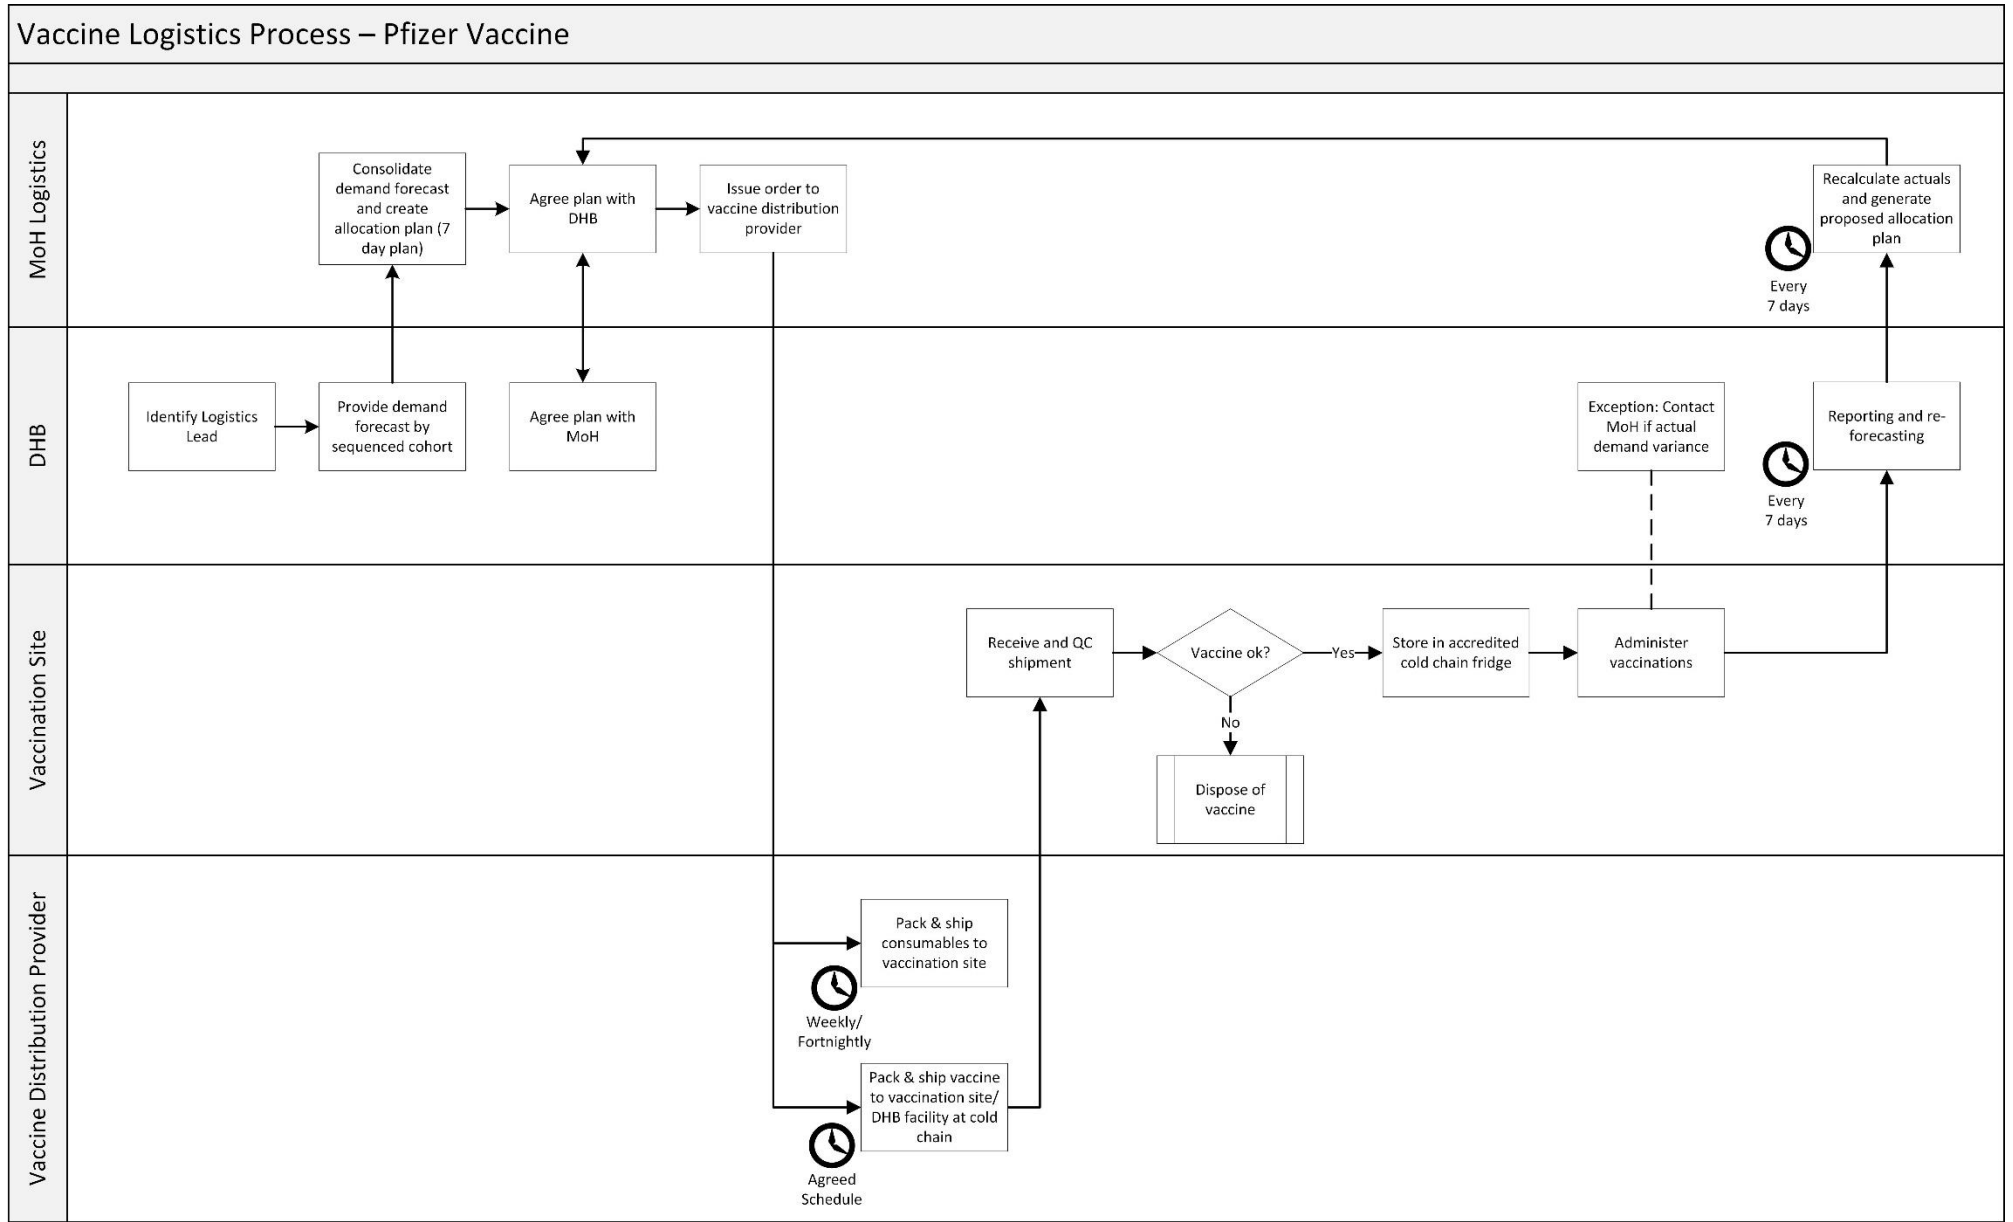 Vaccine Logistics Process – Pfizer Vaccine
MoH Logistics
Consolidate
demand forecast
and create
allocation plan (7
day plan)
Agree plan with
DHB
Issue order to
vaccine distribution
provider
Recalculate actuals
and generate
proposed allocation
plan
Every
7 days
DHB
Identify Logistics
Lead
Provide demand
forecast by
sequenced cohort
Agree plan with
MoH
Exception: Contact
MoH if actual
demand variance
Reporting and re-
forecasting
Every
7 days
Vaccination Site
Receive and QC
shipment
Vaccine ok?
Yes
Store in accredited
cold chain fridge
Administer
vaccinations
No
Dispose of
vaccine
Vaccine Distribution Provider
Pack & ship
consumables to
vaccination site
Weekly/
Fortnightly
Pack & ship vaccine
to vaccination site/
DHB facility at cold
chain
Agreed
Schedule